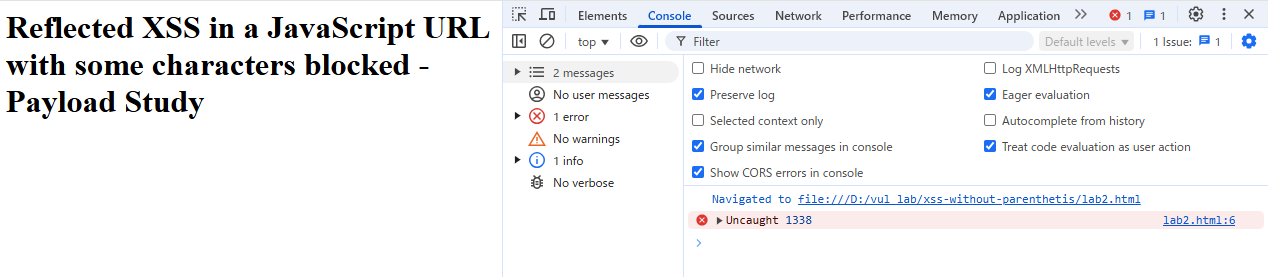 Reflected XSS in a JavaScript URL
with some characters blocked -
Payload Study
Elements Console Sources Network Performance Memory Application 1 1
top Filter Default levels 1 Issue: 1
2 messages
No user messages
1 error
No warnings
1 info
No verbose
Hide network Log XMLHttpRequests
Preserve log Eager evaluation
Selected context only Autocomplete from history
Group similar messages in console Treat code evaluation as user action
Show CORS errors in console
Navigated to file:///D:/vul lab/xss-without-parenthetis/lab2.html
Uncaught 1338 lab2.html:6